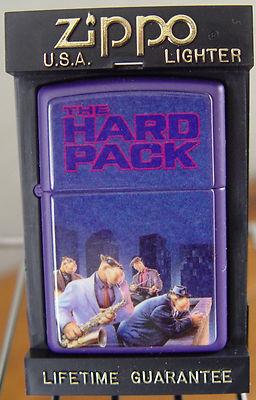 zippo
U.S.A. LIGHTER
THE
HARD
PACK
LIFETIME GUARANTEE